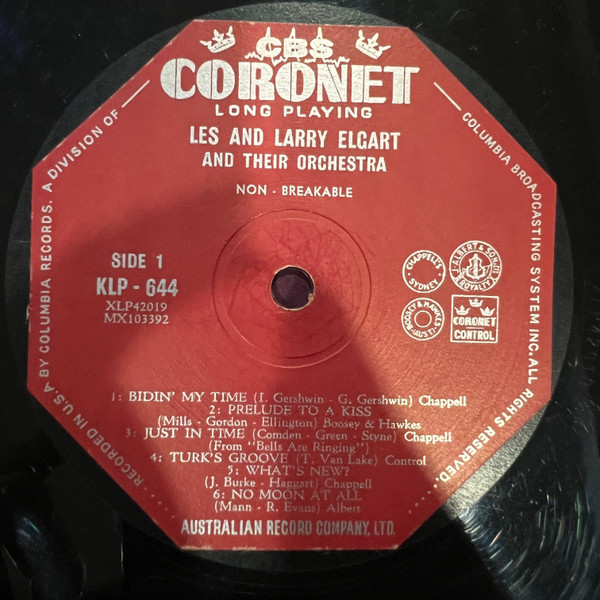 CBS
CORONET
LONG PLAYING
LES AND LARRY ELGART
AND THEIR ORCHESTRA
NON - BREAKABLE
SIDE 1
KLP - 644
XLP42019
MX103392
CHAPPELL'S
SYDNEY
J. ALBERT & SON
ROYALTY
BOOSEY & HAWKES
CORONET
CONTROL
1: BIDIN' MY TIME (I. Gershwin - G. Gershwin) Chappell
2: PRELUDE TO A KISS
(Mills - Gordon - Ellington) Boosey & Hawkes
3: JUST IN TIME (Comden - Green - Styne) Chappell
(From "Bells Are Ringing")
4: TURK'S GROOVE (T. Van Lake) Control
5: WHAT'S NEW?
(J. Burke - Haggart) Chappell
6: NO MOON AT ALL
(Mann - R. Evans) Albert
AUSTRALIAN RECORD COMPANY, LTD.
RECORDED IN U.S.A BY COLUMBIA RECORDS. A DIVISION OF
COLUMBIA BROADCASTING SYSTEM INC. ALL RIGHTS RESERVED.